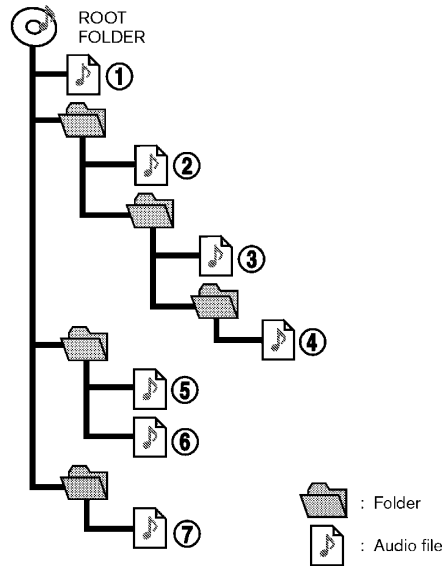 ROOT
FOLDER
①
②
③
④
⑤
⑥
⑦
: Folder
: Audio file